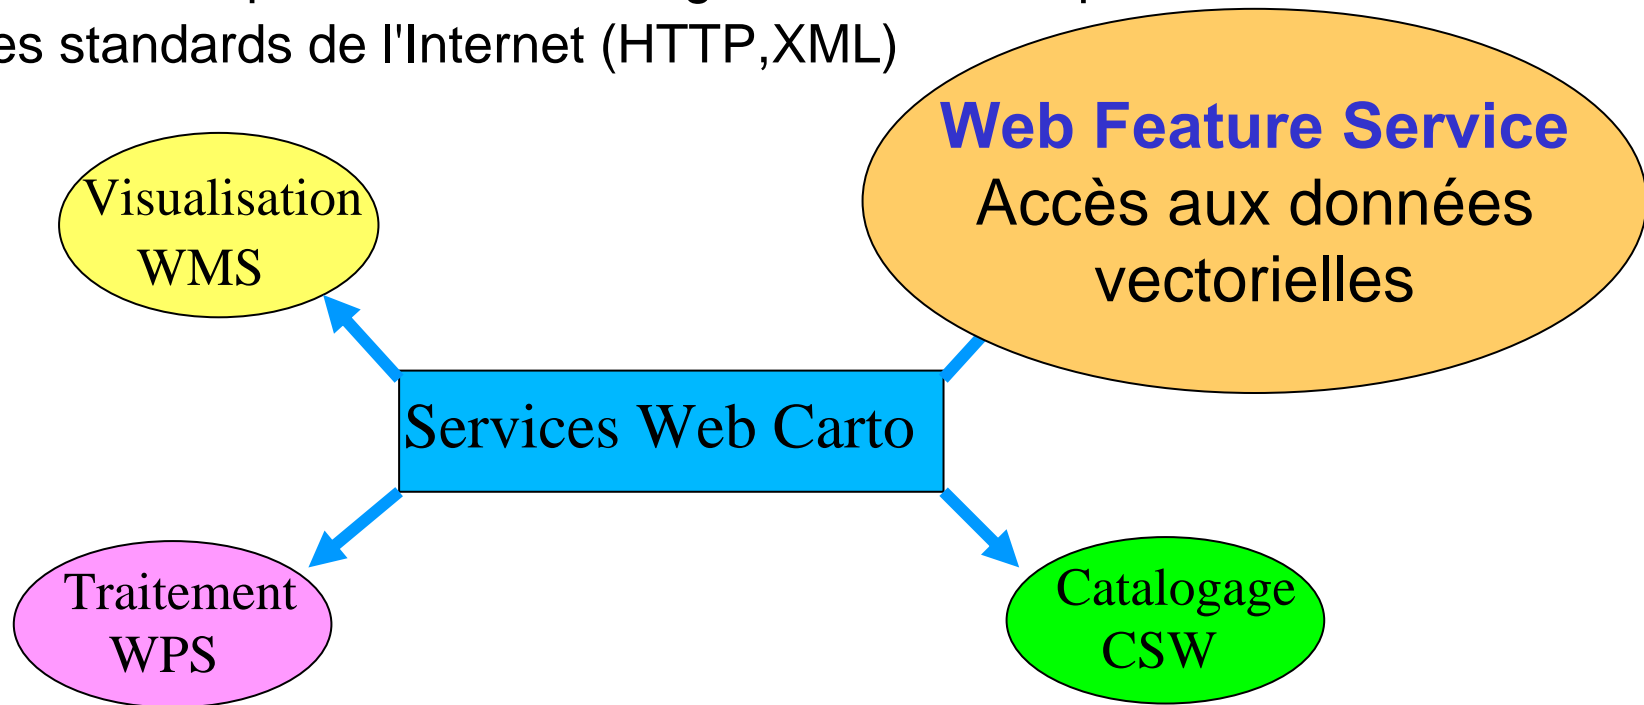 es standards de l'Internet (HTTP,XML)
Web Feature Service
Accès aux données
vectorielles
Visualisation
WMS
Services Web Carto
Traitement
WPS
Catalogage
CSW